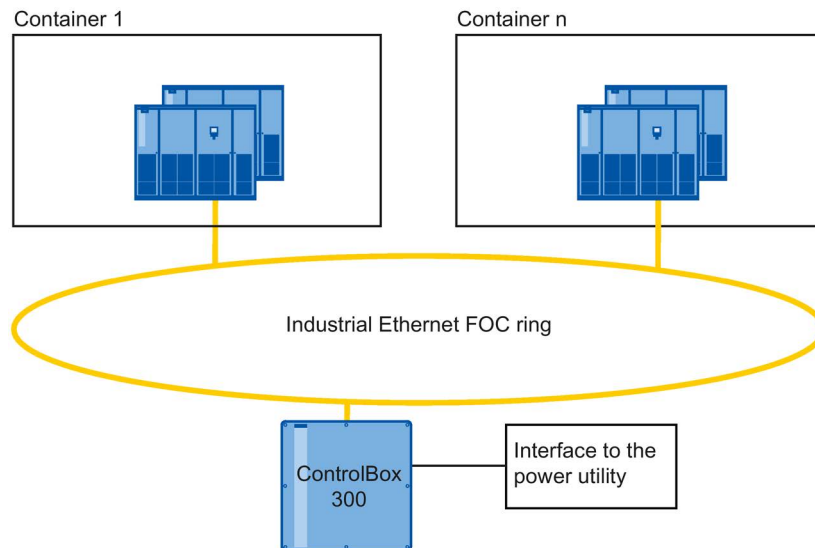 Container 1
Container n
Industrial Ethernet FOC ring
ControlBox
300
Interface to the
power utility